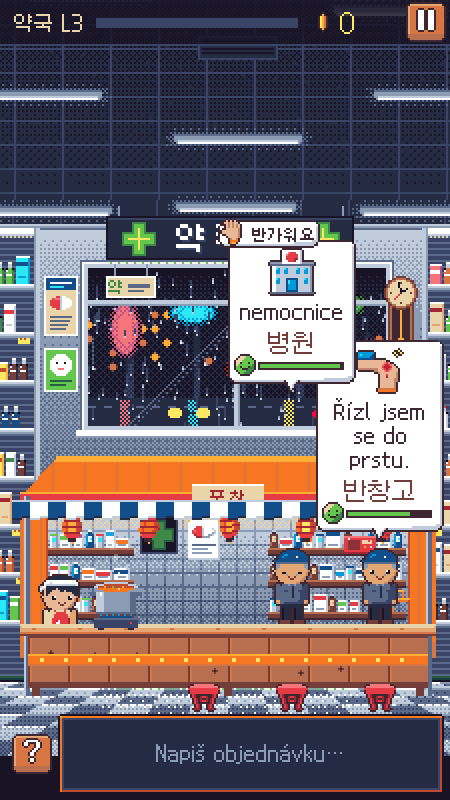 약국 L3
0
약
반가워요
약
nemocnice
병원
Řízl jsem
se do
prstu.
반창고
포 차
?
Napiš objednávku…